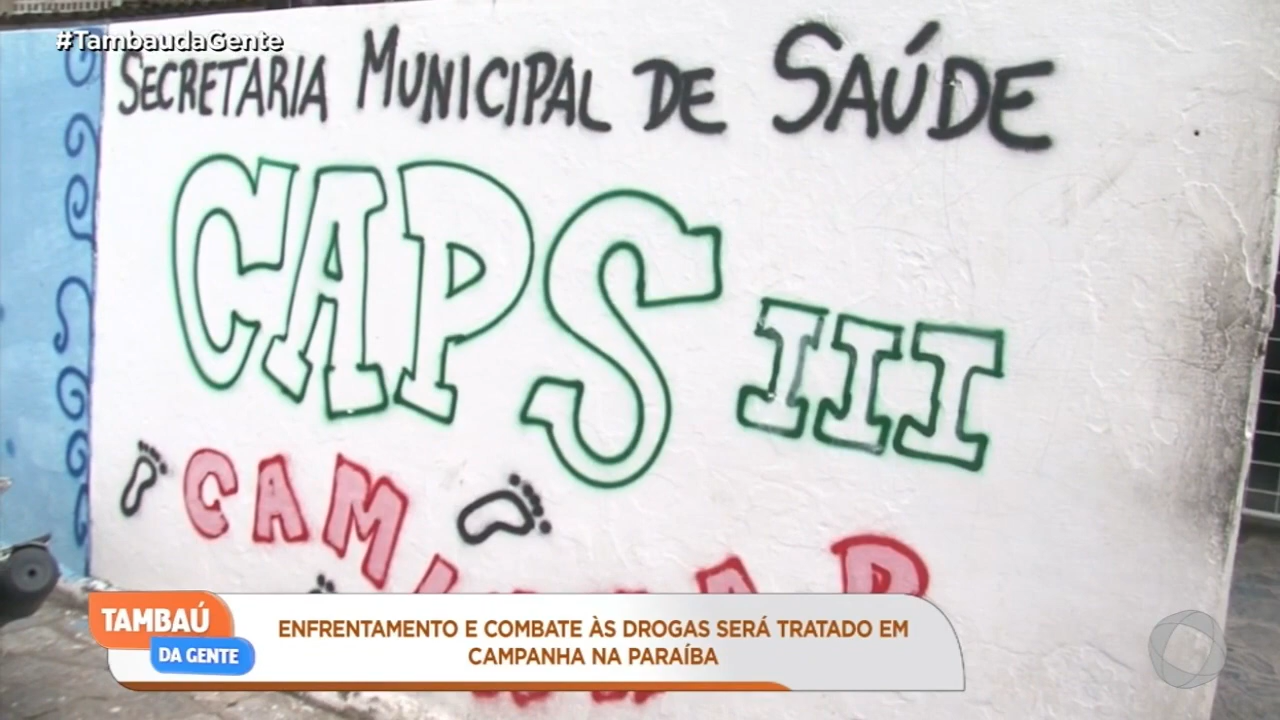 #TambaudaGente
SECRETARIA MUNICIPAL DE SAÚDE
CAPS III
TAMBAÚ
DA GENTE
ENFRENTAMENTO E COMBATE ÀS DROGAS SERÁ TRATADO EM
CAMPANHA NA PARAÍBA